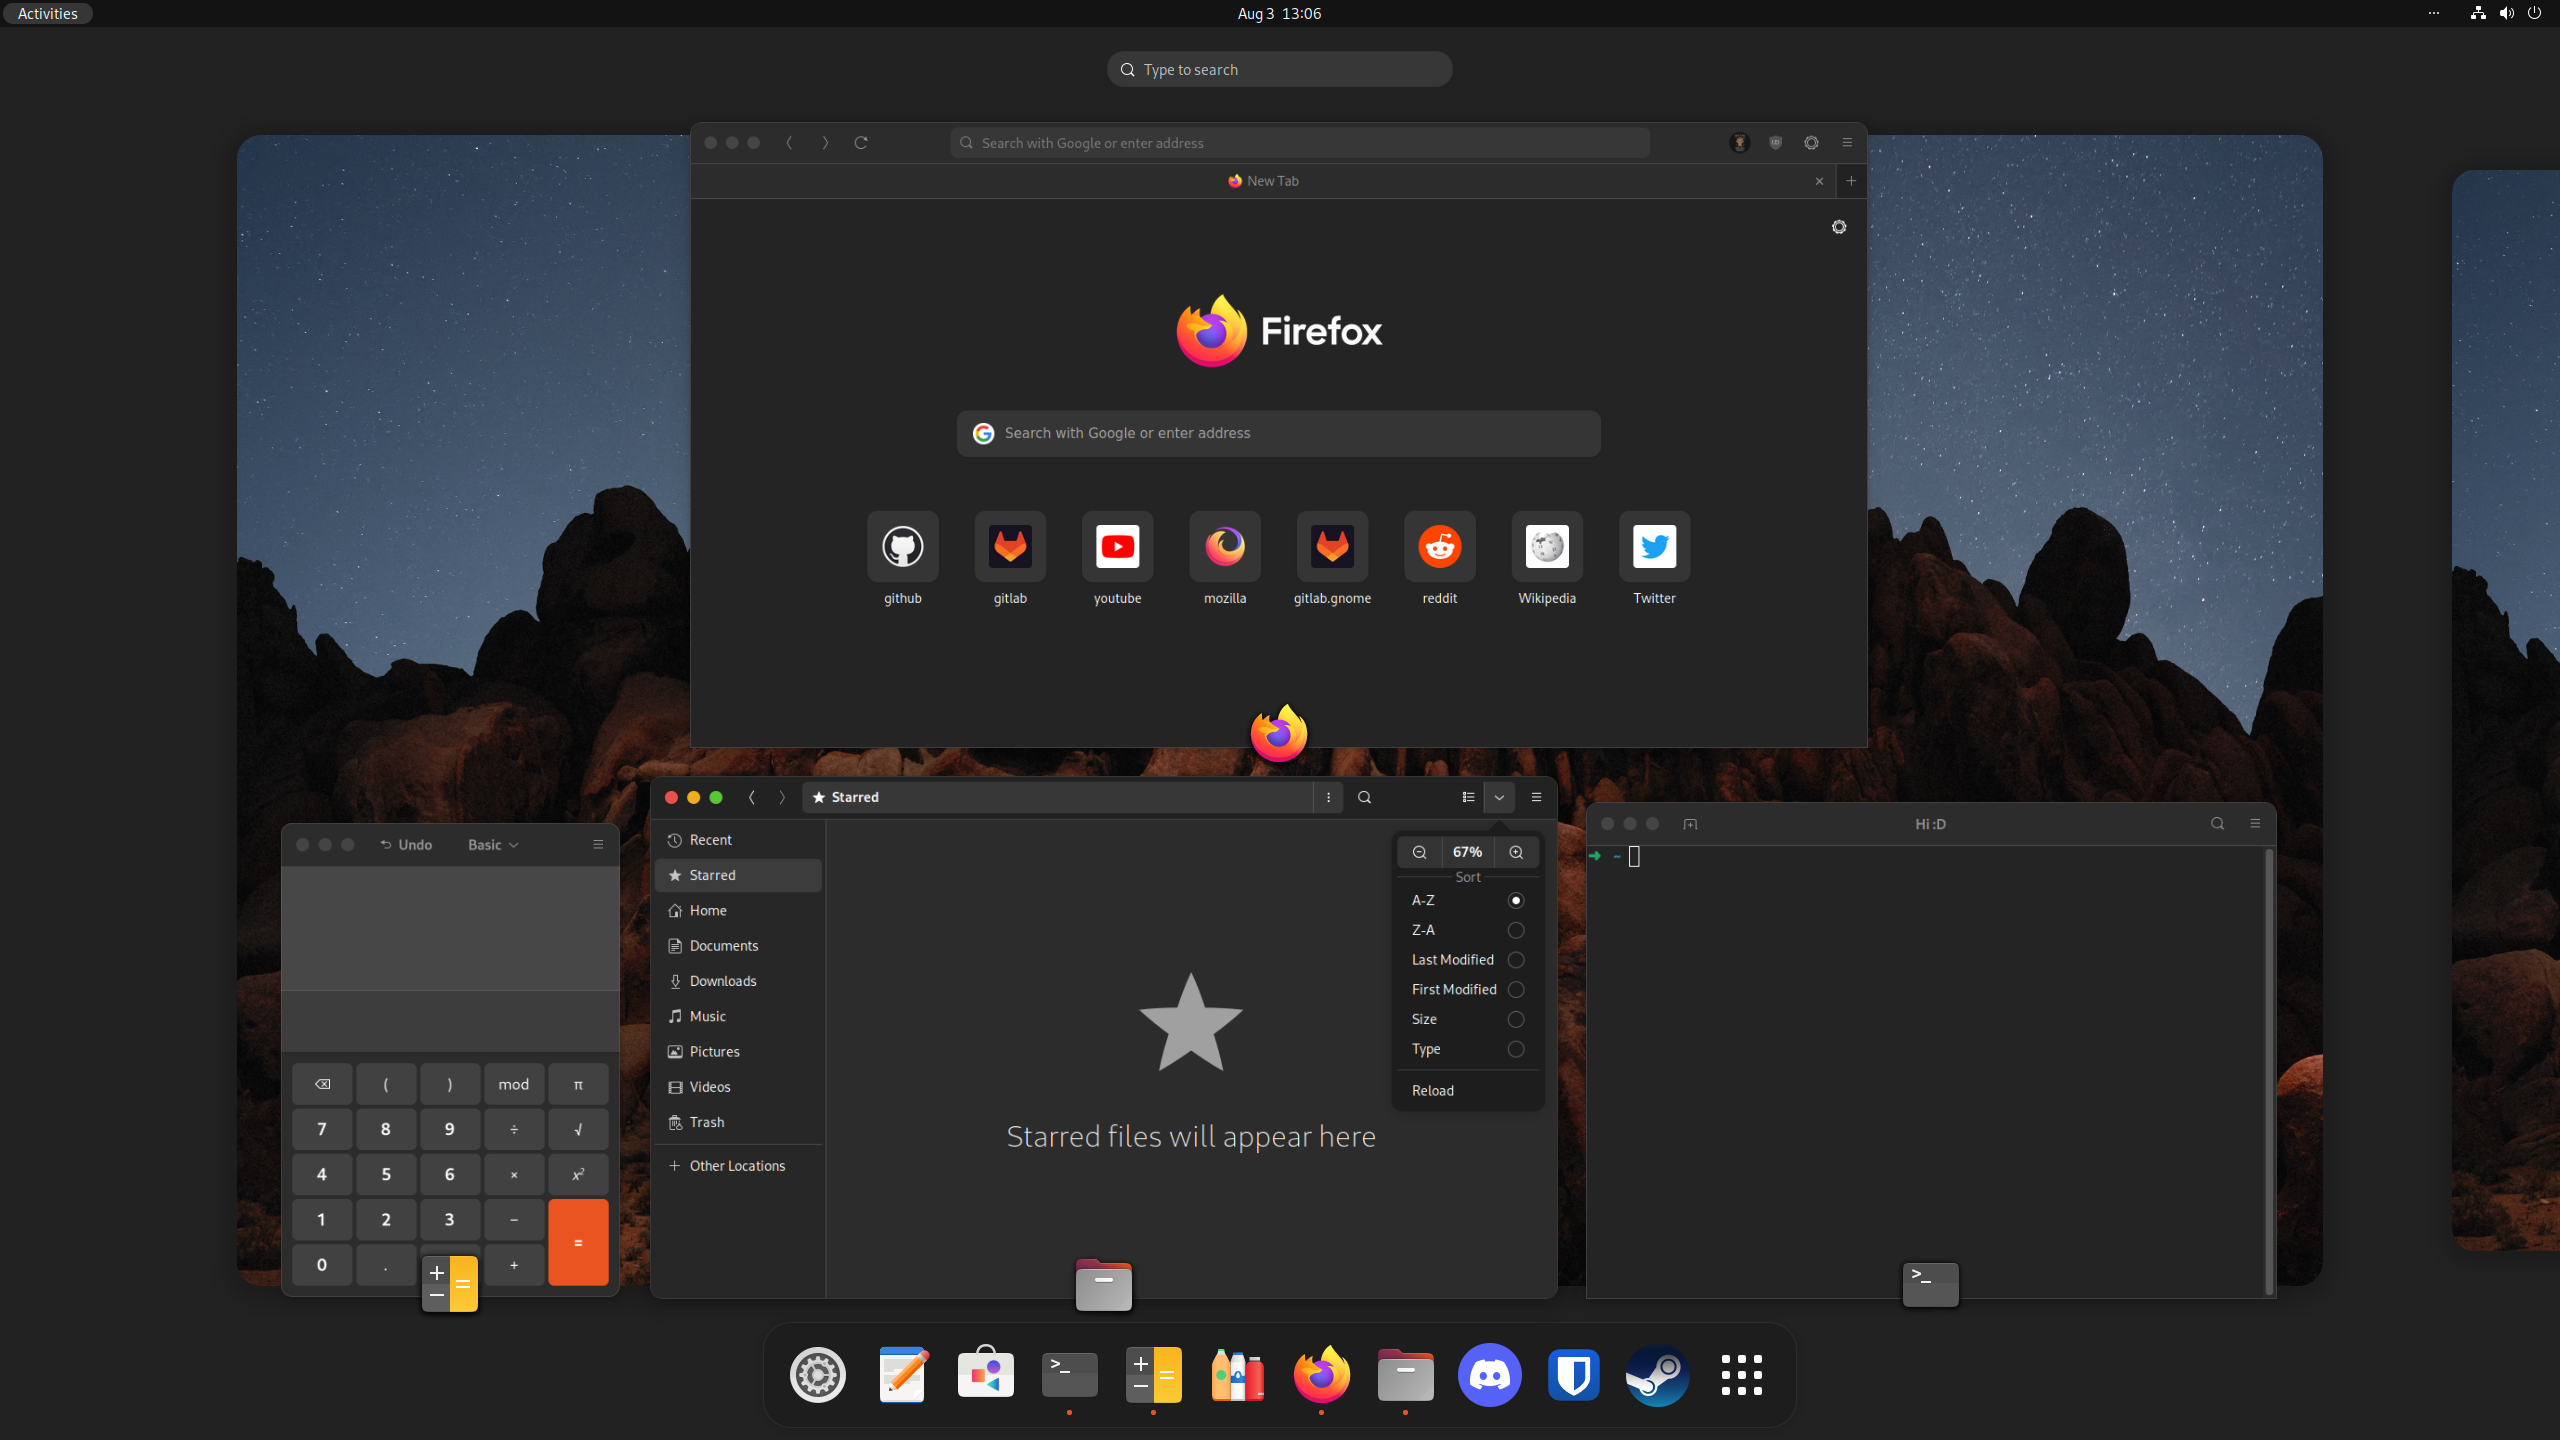 Activities
Aug 3 13:06
Type to search
Search with Google or enter address
New Tab
Firefox
Search with Google or enter address
github
gitlab
youtube
mozilla
gitlab.gnome
reddit
Wikipedia
Twitter
Undo
Basic
( ) mod π
7 8 9 ÷ √
4 5 6 × x²
1 2 3 − =
0 . +
Starred
Recent
Starred
Home
Documents
Downloads
Music
Pictures
Videos
Trash
Other Locations
Starred files will appear here
67%
Sort
A-Z
Z-A
Last Modified
First Modified
Size
Type
Reload
Hi :D
➜ ~